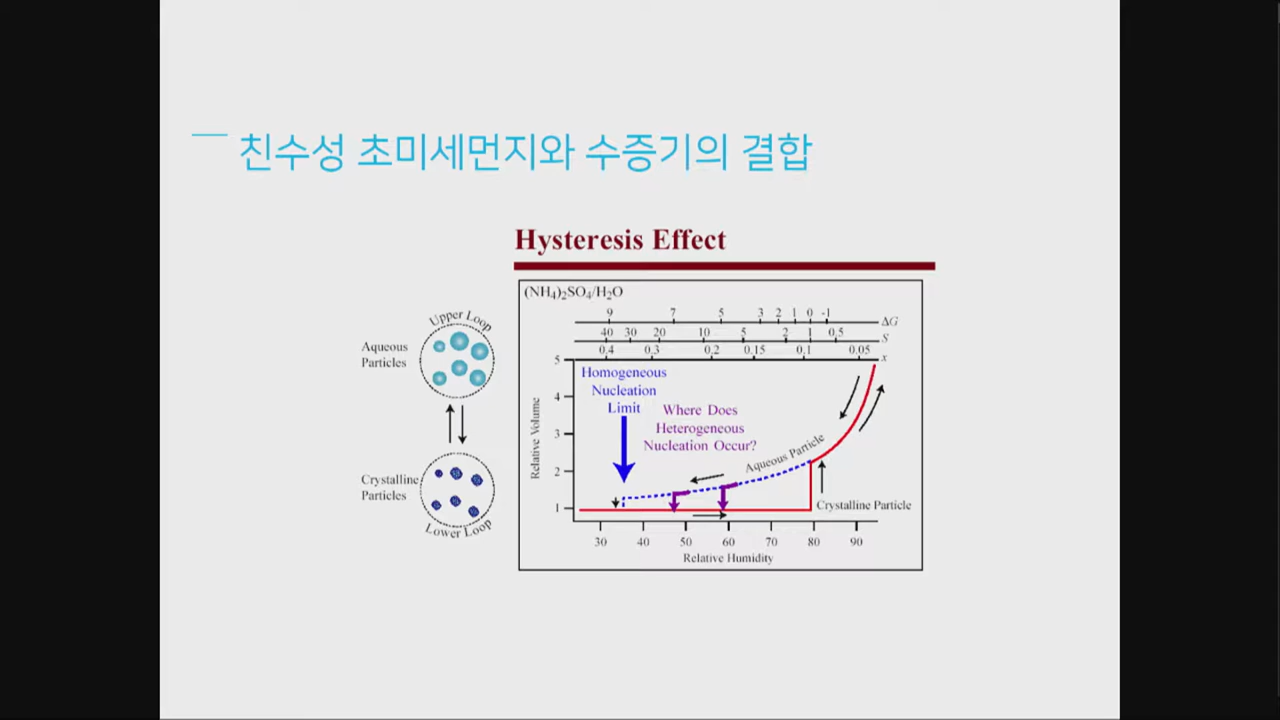 친수성 초미세먼지와 수증기의 결합
Hysteresis Effect
(NH₄)₂SO₄/H₂O
9 7 5 3 2 1 0 -1 ΔG
40 30 20 10 5 2 1 0.5 S
0.4 0.3 0.2 0.15 0.1 0.05 x
Upper Loop
Aqueous
Particles
Crystalline
Particles
Lower Loop
5
4
3
2
1
Relative Volume
Homogeneous
Nucleation
Limit
Where Does
Heterogeneous
Nucleation Occur?
Aqueous Particle
Crystalline Particle
30 40 50 60 70 80 90
Relative Humidity